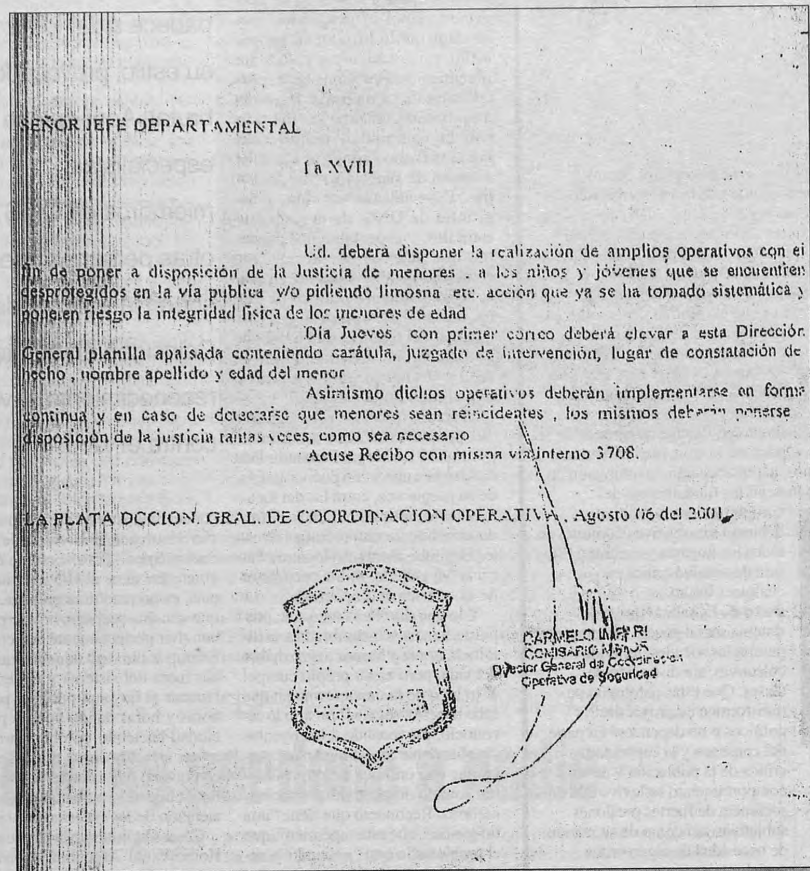 SEÑOR JEFE DEPARTAMENTAL
I a XVIII
Ud. deberá disponer la realización de amplios operativos con el
fin de poner a disposición de la Justicia de menores , a los niños y jóvenes que se encuentren
desprotegidos en la vía publica y/o pidiendo limosna etc. acción que ya se ha tornado sistemática y
pone en riesgo la integridad física de los menores de edad
Dia Jueves con primer correo deberá elevar a esta Dirección
General planilla apaisada conteniendo carátula, juzgado de intervención, lugar de constatación de
hecho , nombre apellido y edad del menor
Asimismo dichos operativos deberán implementarse en forma
continua y en caso de detectarse que menores sean reincidentes , los mismos deberán ponerse
disposición de la justicia tantas veces, como sea necesario
Acuse Recibo con misma via interno 3708.
LA PLATA DCCION. GRAL. DE COORDINACION OPERATIVA , Agosto 06 del 2001
CARMELO
COMISARIO MAYOR
Director General de Coordinación
Operativa de Seguridad